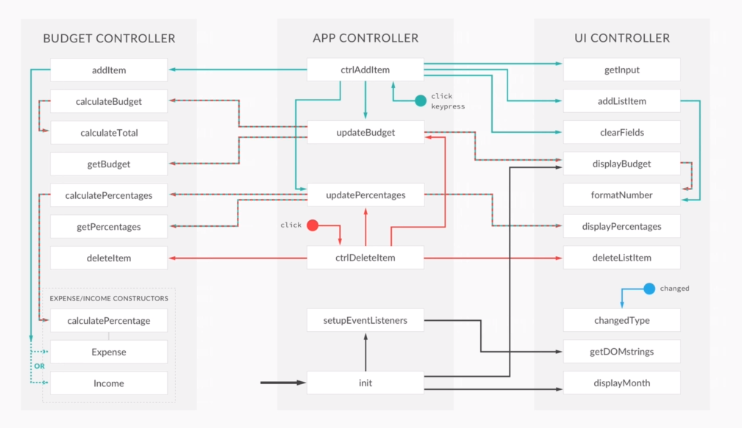 BUDGET CONTROLLER
addItem
calculateBudget
calculateTotal
getBudget
calculatePercentages
getPercentages
deleteItem
EXPENSE/INCOME CONSTRUCTORS
calculatePercentage
Expense
OR
Income
APP CONTROLLER
ctrlAddItem
click
keypress
updateBudget
updatePercentages
click
ctrlDeleteItem
setupEventListeners
init
UI CONTROLLER
getInput
addListItem
clearFields
displayBudget
formatNumber
displayPercentages
deleteListItem
changed
changedType
getDOMstrings
displayMonth